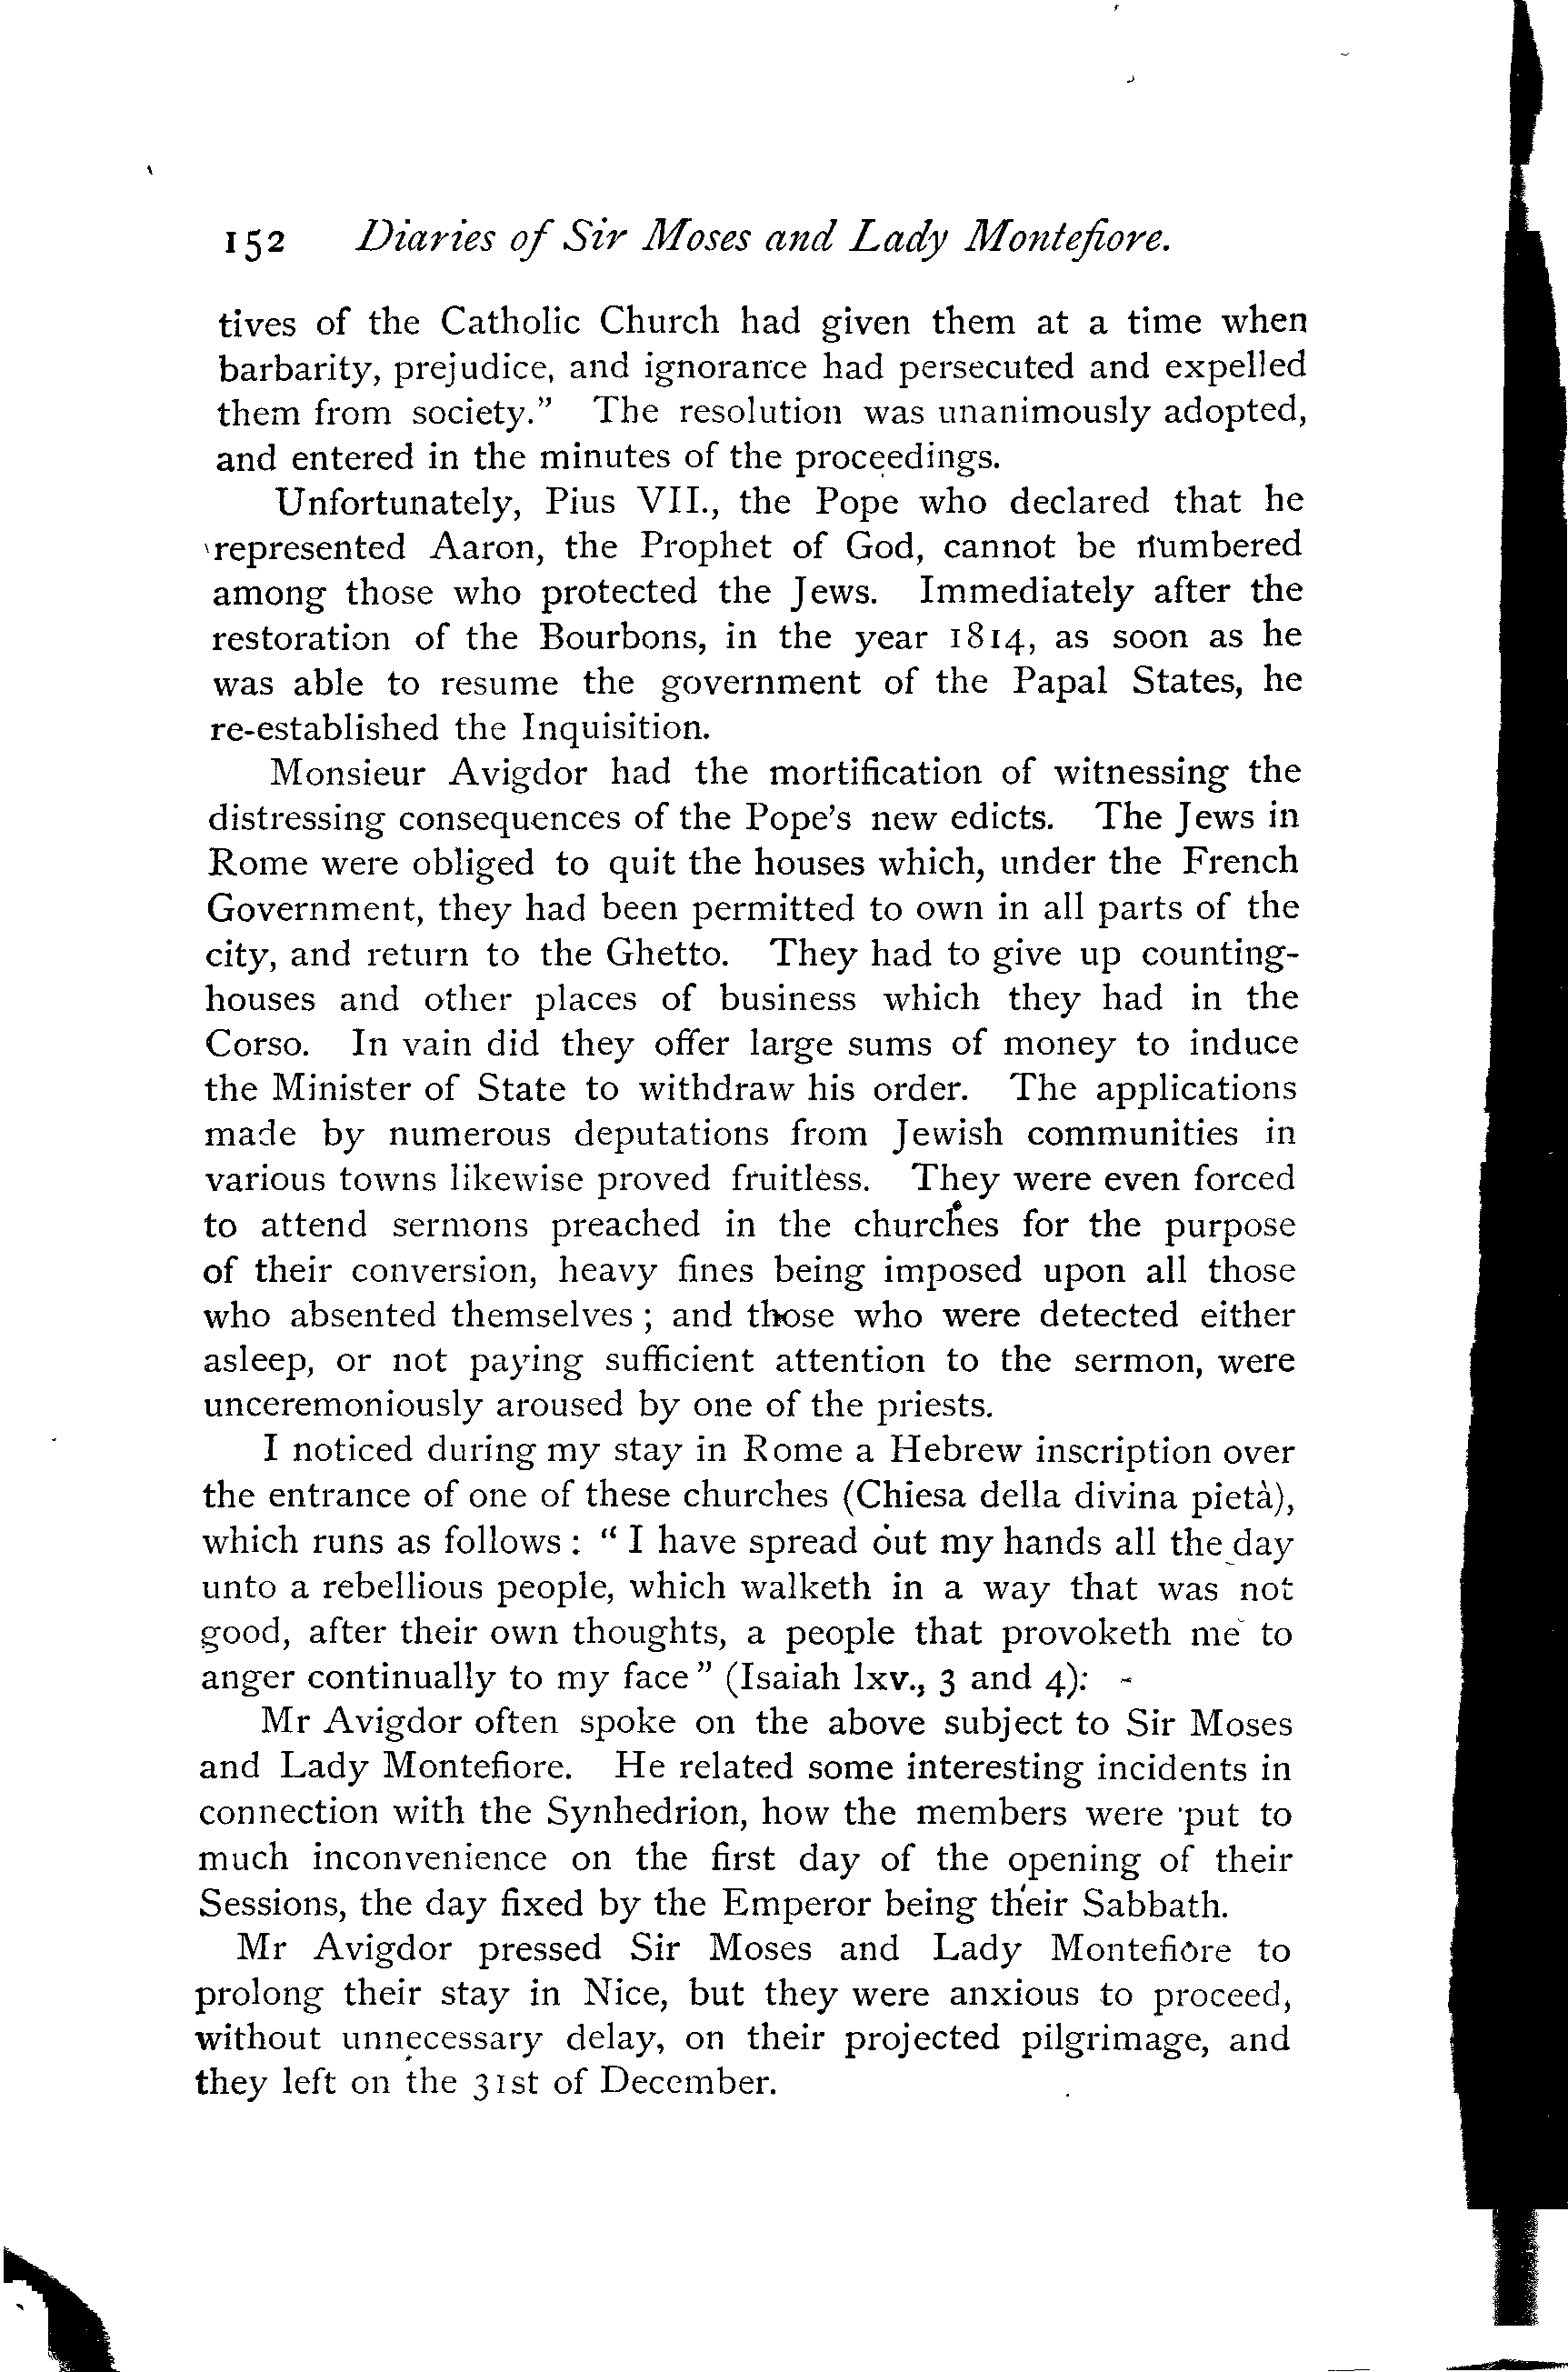 152 Diaries of Sir Moses and Lady Montefiore.
tives of the Catholic Church had given them at a time when
barbarity, prejudice, and ignorance had persecuted and expelled
them from society." The resolution was unanimously adopted,
and entered in the minutes of the proceedings.
Unfortunately, Pius VII., the Pope who declared that he
represented Aaron, the Prophet of God, cannot be numbered
among those who protected the Jews. Immediately after the
restoration of the Bourbons, in the year 1814, as soon as he
was able to resume the government of the Papal States, he
re-established the Inquisition.
Monsieur Avigdor had the mortification of witnessing the
distressing consequences of the Pope's new edicts. The Jews in
Rome were obliged to quit the houses which, under the French
Government, they had been permitted to own in all parts of the
city, and return to the Ghetto. They had to give up counting-
houses and other places of business which they had in the
Corso. In vain did they offer large sums of money to induce
the Minister of State to withdraw his order. The applications
made by numerous deputations from Jewish communities in
various towns likewise proved fruitless. They were even forced
to attend sermons preached in the churches for the purpose
of their conversion, heavy fines being imposed upon all those
who absented themselves ; and those who were detected either
asleep, or not paying sufficient attention to the sermon, were
unceremoniously aroused by one of the priests.
I noticed during my stay in Rome a Hebrew inscription over
the entrance of one of these churches (Chiesa della divina pietà),
which runs as follows : " I have spread out my hands all the day
unto a rebellious people, which walketh in a way that was not
good, after their own thoughts, a people that provoketh me to
anger continually to my face " (Isaiah lxv., 3 and 4):
Mr Avigdor often spoke on the above subject to Sir Moses
and Lady Montefiore. He related some interesting incidents in
connection with the Synhedrion, how the members were put to
much inconvenience on the first day of the opening of their
Sessions, the day fixed by the Emperor being their Sabbath.
Mr Avigdor pressed Sir Moses and Lady Montefiore to
prolong their stay in Nice, but they were anxious to proceed,
without unnecessary delay, on their projected pilgrimage, and
they left on the 31st of December.